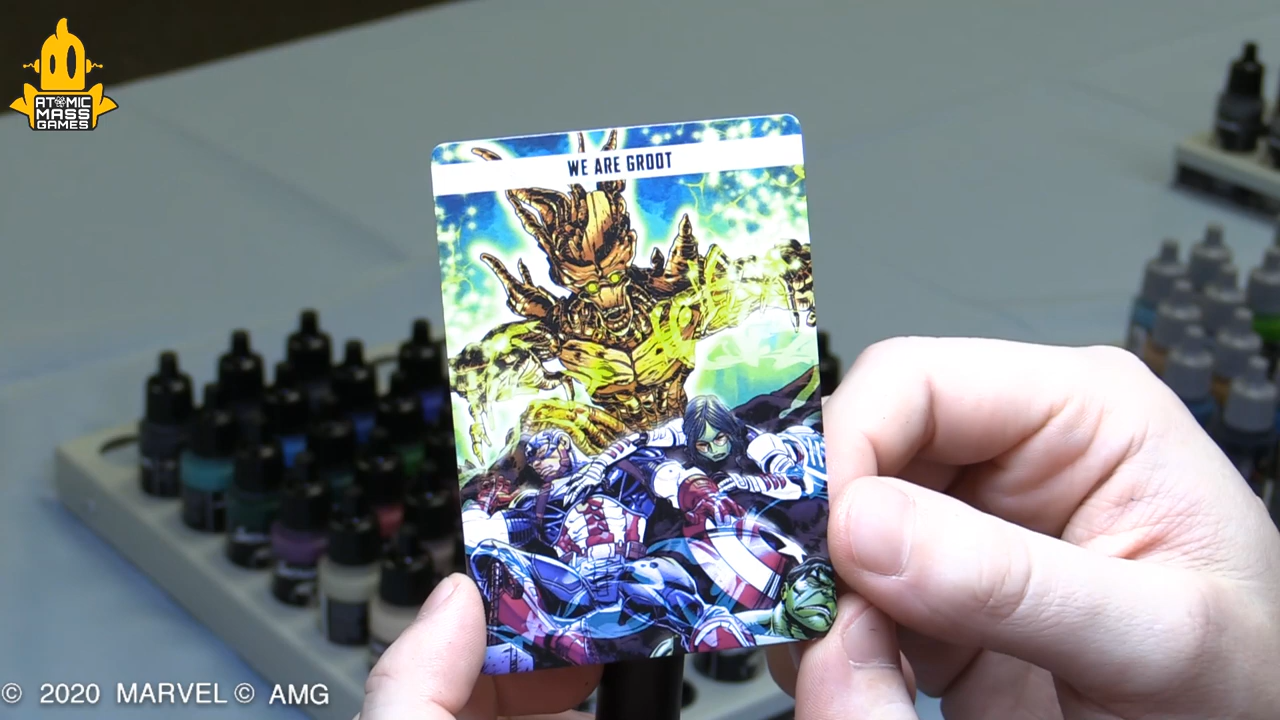 ATOMIC
MASS
GAMES
WE ARE GROOT
© 2020 MARVEL © AMG